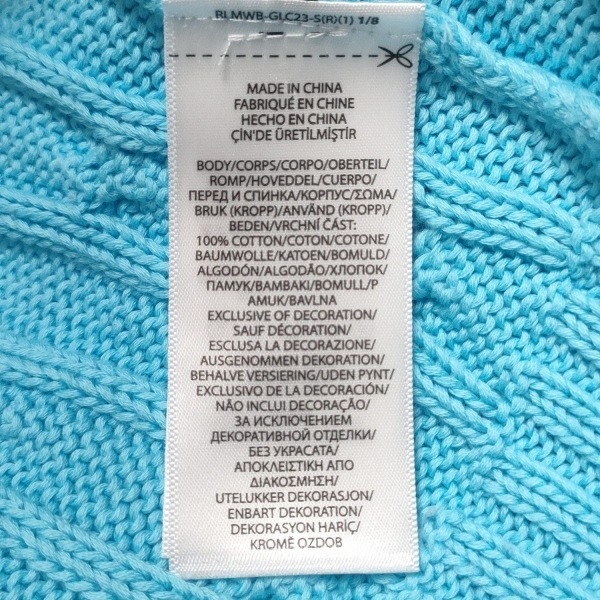 RLMWB-GLC23-S(R)(1) 1/8
MADE IN CHINA
FABRIQUÉ EN CHINE
HECHO EN CHINA
ÇİN'DE ÜRETİLMİŞTİR
BODY/CORPS/CORPO/OBERTEIL/
ROMP/HOVEDDEL/CUERPO/
ПЕРЕД И СПИНКА/КОРПУС/ΣΩΜΑ/
BRUK (KROPP)/ANVÄND (KROPP)/
BEDEN/VRCHNÍ ČÁST:
100% COTTON/COTON/COTONE/
BAUMWOLLE/KATOEN/BOMULD/
ALGODÓN/ALGODÃO/ХЛОПОК/
ПАМУК/BAMBAKI/BOMULL/P
AMUK/BAVLNA
EXCLUSIVE OF DECORATION/
SAUF DÉCORATION/
ESCLUSA LA DECORAZIONE/
AUSGENOMMEN DEKORATION/
BEHALVE VERSIERING/UDEN PYNT/
EXCLUSIVO DE LA DECORACIÓN/
NÃO INCLUI DECORAÇÃO/
ЗА ИСКЛЮЧЕНИЕМ
ДЕКОРАТИВНОЙ ОТДЕЛКИ/
БЕЗ УКРАСАТА/
ΑΠΟΚΛΕΙΣΤΙΚΗ ΑΠΟ
ΔΙΑΚΟΣΜΗΣΗ/
UTELUKKER DEKORASJON/
ENBART DEKORATION/
DEKORASYON HARİÇ/
KROMĚ OZDOB